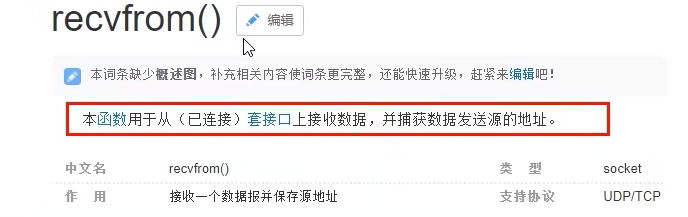 recvfrom() 编辑
本词条缺少概述图，补充相关内容使词条更完整，还能快速升级，赶紧来编辑吧！
本函数用于从（已连接）套接口上接收数据，并捕获数据发送源的地址。
中文名 recvfrom() 类 型 socket
作 用 接收一个数据报并保存源地址 支持协议 UDP/TCP